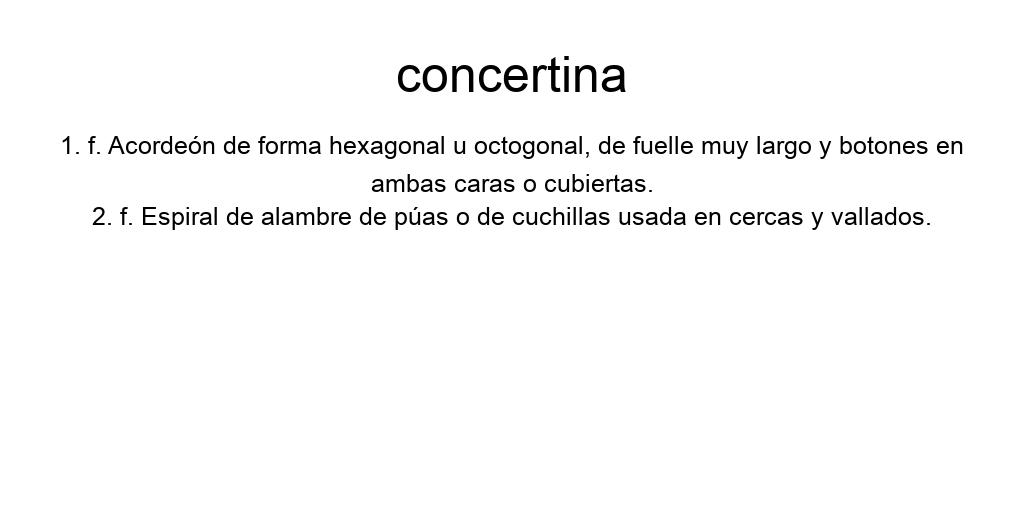 concertina
1. f. Acordeón de forma hexagonal u octogonal, de fuelle muy largo y botones en
ambas caras o cubiertas.
2. f. Espiral de alambre de púas o de cuchillas usada en cercas y vallados.